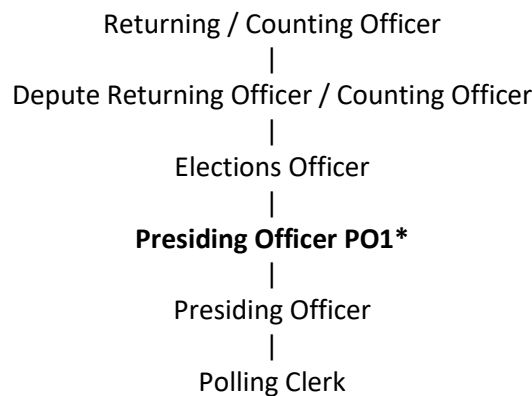 Returning / Counting Officer
|
Depute Returning Officer / Counting Officer
|
Elections Officer
|
Presiding Officer PO1*
|
Presiding Officer
|
Polling Clerk